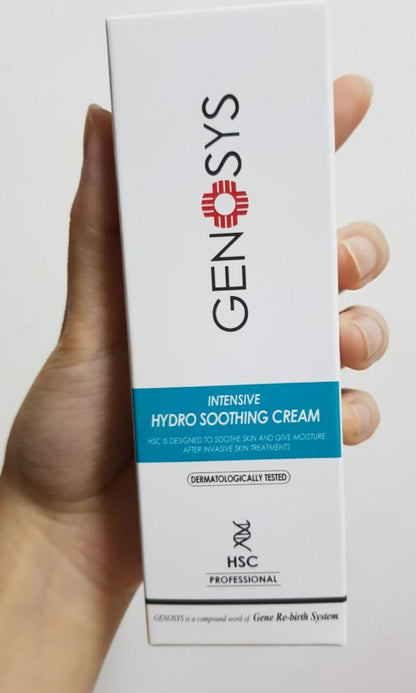 GENOSYS
INTENSIVE
HYDRO SOOTHING CREAM
HSC IS DESIGNED TO SOOTHE SKIN AND GIVE MOISTURE
AFTER INVASIVE SKIN TREATMENTS
DERMATOLOGICALLY TESTED
HSC
PROFESSIONAL
GENOSYS is a compound word of Gene Re-birth System